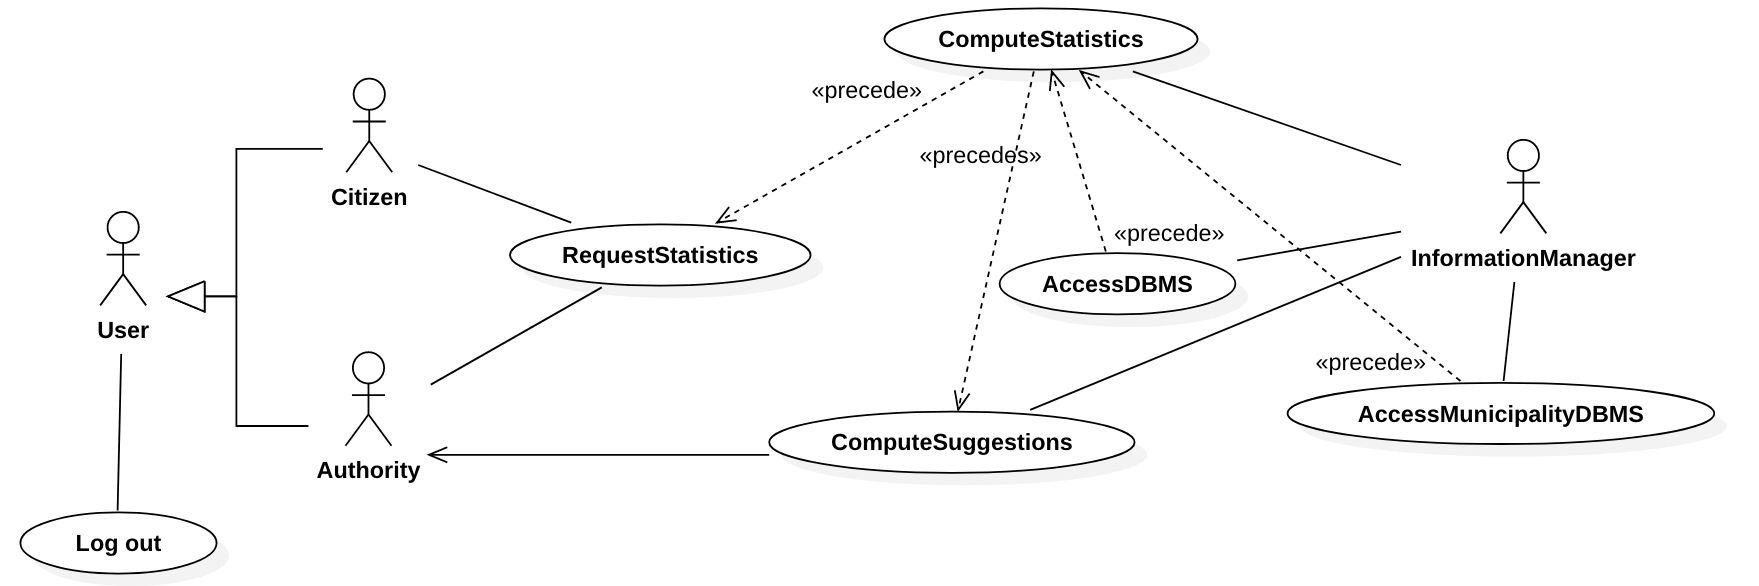 ComputeStatistics
«precede»
«precedes»
Citizen
«precede»
RequestStatistics
InformationManager
AccessDBMS
User
«precede»
AccessMunicipalityDBMS
ComputeSuggestions
Authority
Log out